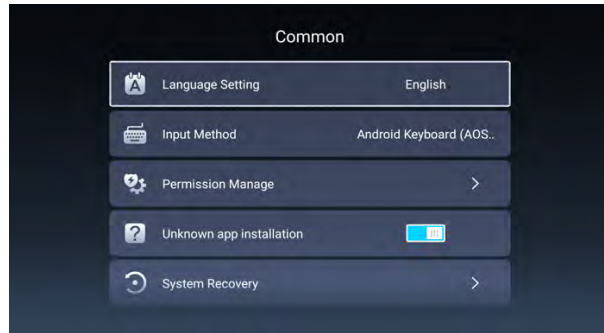 Common
Language Setting English
Input Method Android Keyboard (AOS..
Permission Manage
Unknown app installation
System Recovery